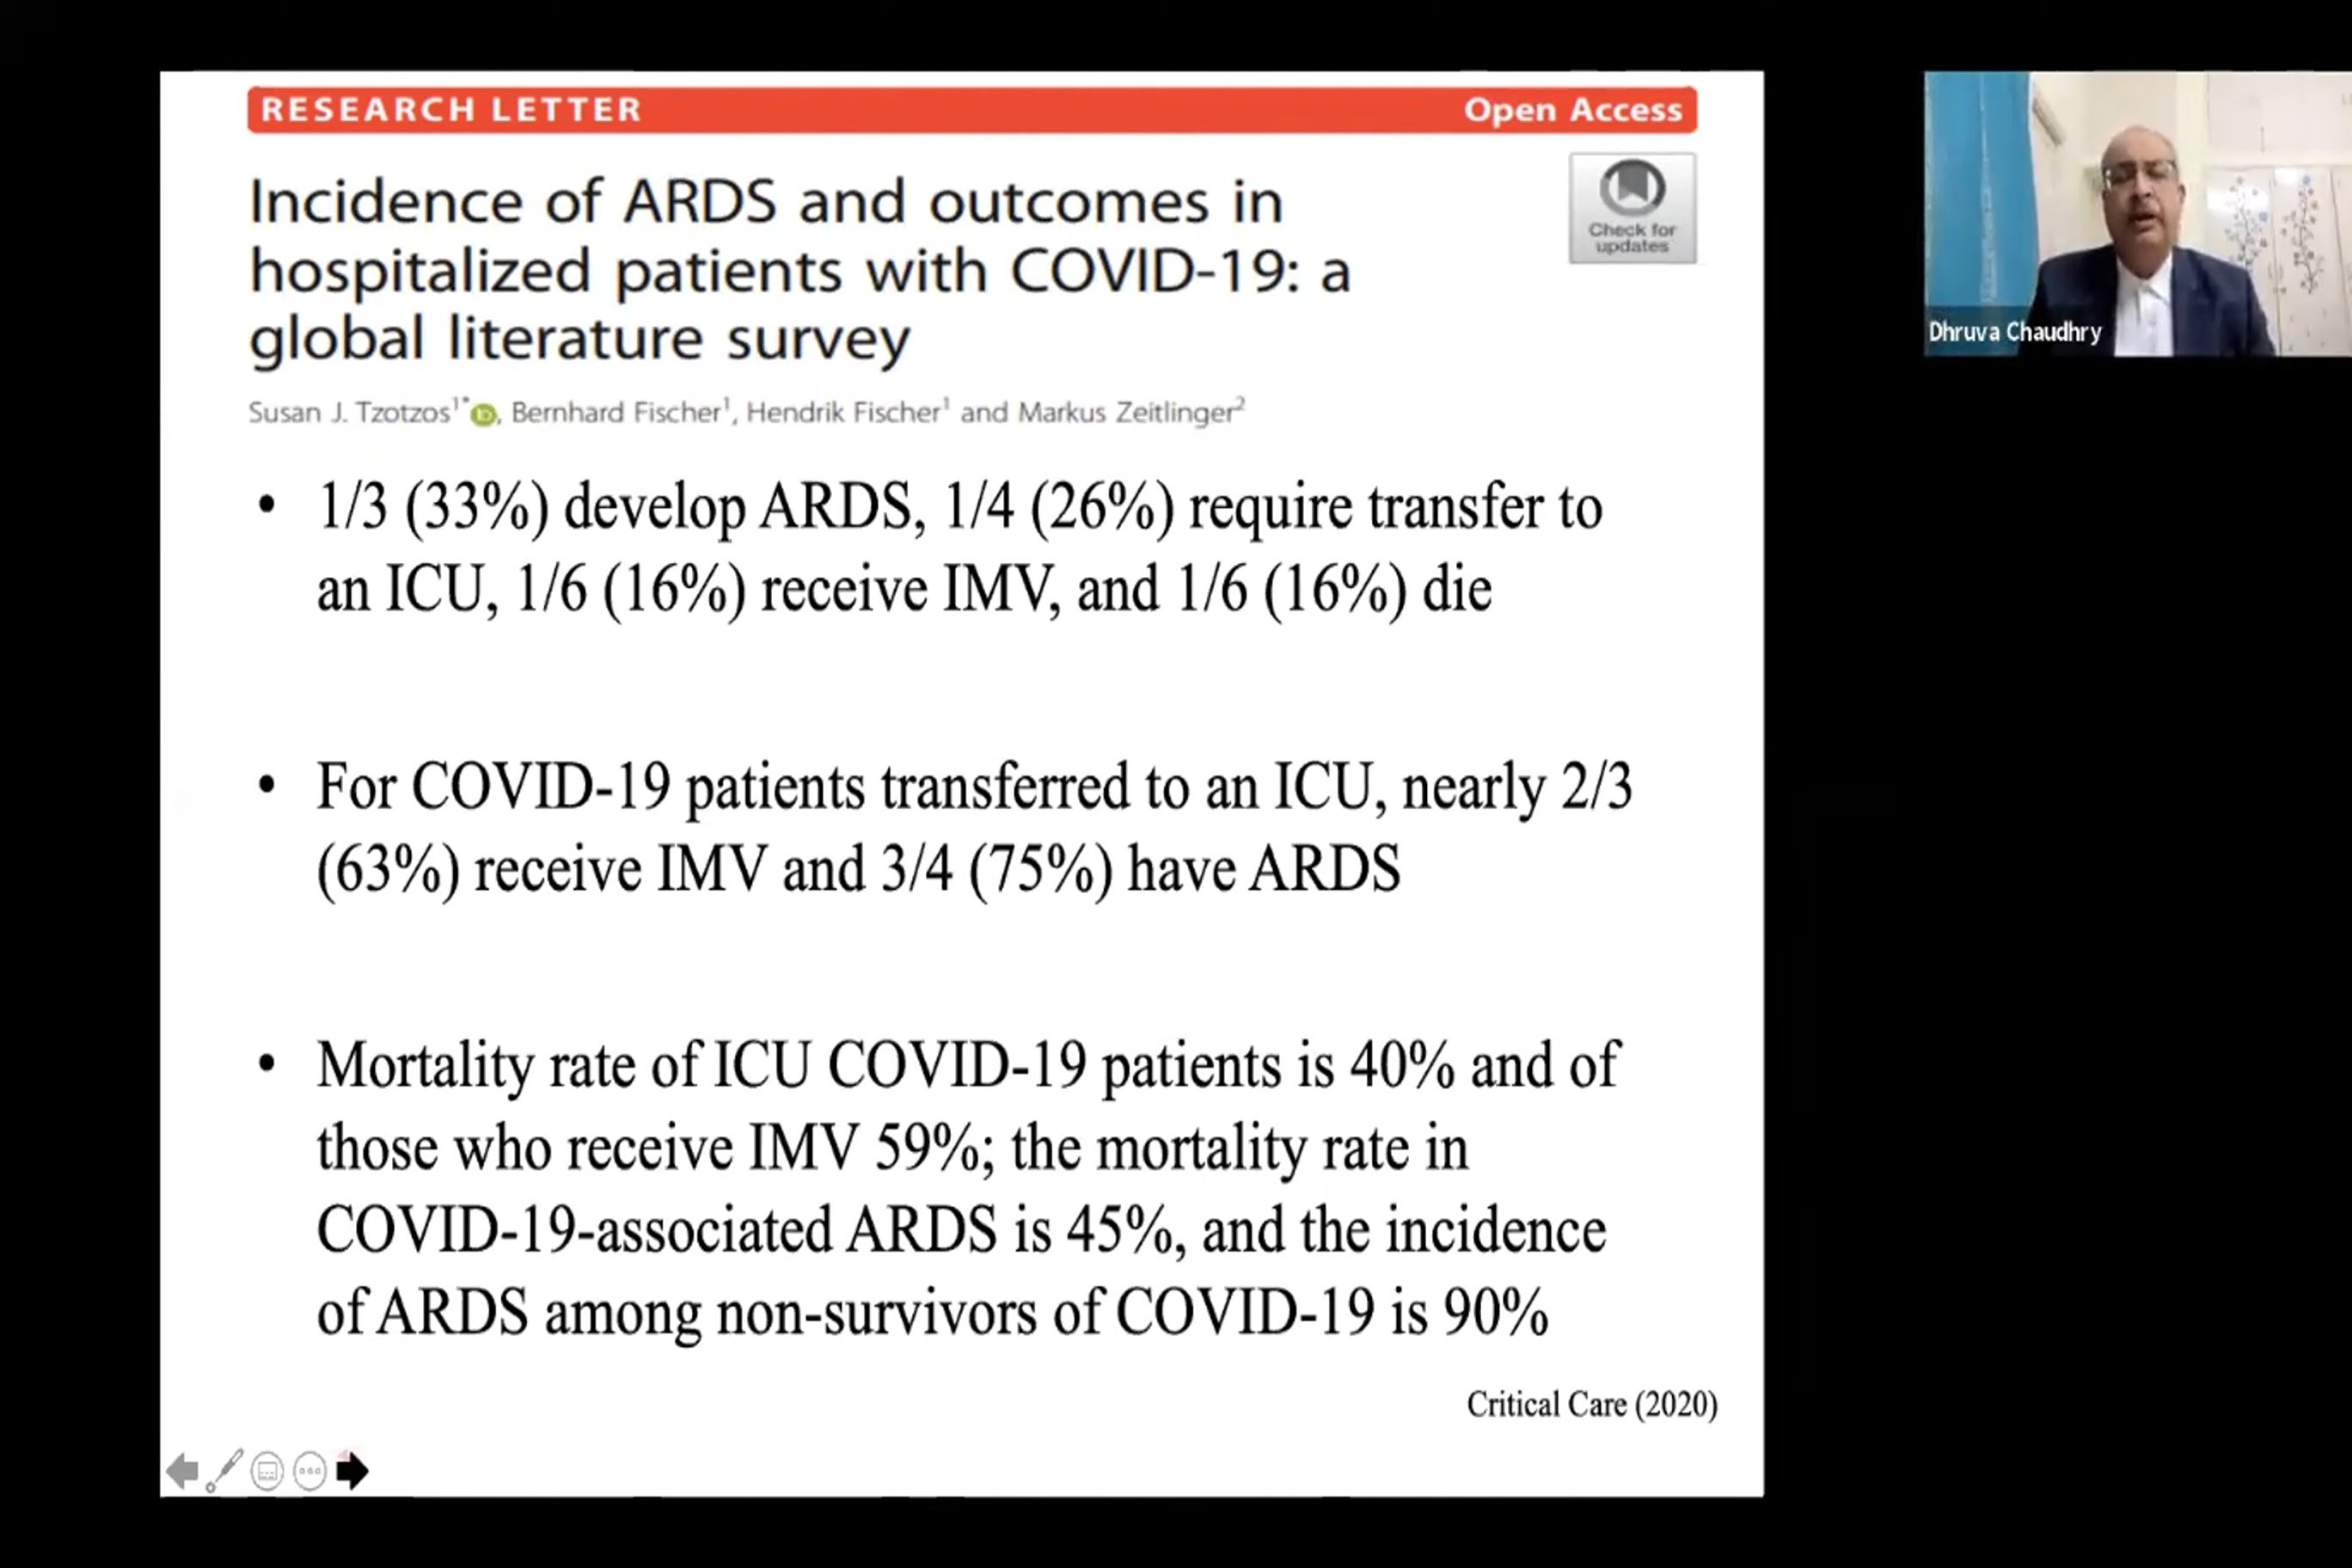 RESEARCH LETTER
Open Access
Incidence of ARDS and outcomes in
hospitalized patients with COVID-19: a
global literature survey
Check for
updates
Susan J. Tzotzos1*, Bernhard Fischer1, Hendrik Fischer1 and Markus Zeitlinger2
• 1/3 (33%) develop ARDS, 1/4 (26%) require transfer to
an ICU, 1/6 (16%) receive IMV, and 1/6 (16%) die
• For COVID-19 patients transferred to an ICU, nearly 2/3
(63%) receive IMV and 3/4 (75%) have ARDS
• Mortality rate of ICU COVID-19 patients is 40% and of
those who receive IMV 59%; the mortality rate in
COVID-19-associated ARDS is 45%, and the incidence
of ARDS among non-survivors of COVID-19 is 90%
Critical Care (2020)
Dhruva Chaudhry